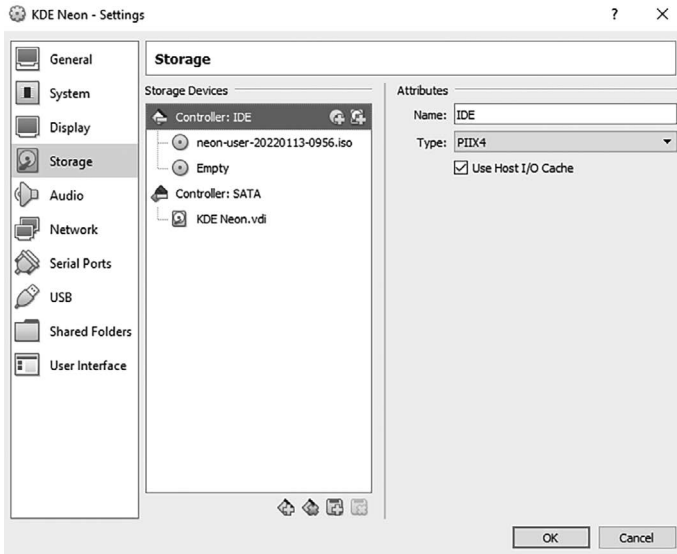 KDE Neon - Settings
?
General
System
Display
Storage
Audio
Network
Serial Ports
USB
Shared Folders
User Interface
Storage
Storage Devices
Controller: IDE
neon-user-20220113-0956.iso
Empty
Controller: SATA
KDE Neon.vdi
Attributes
Name: IDE
Type: PIIX4
Use Host I/O Cache
OK
Cancel